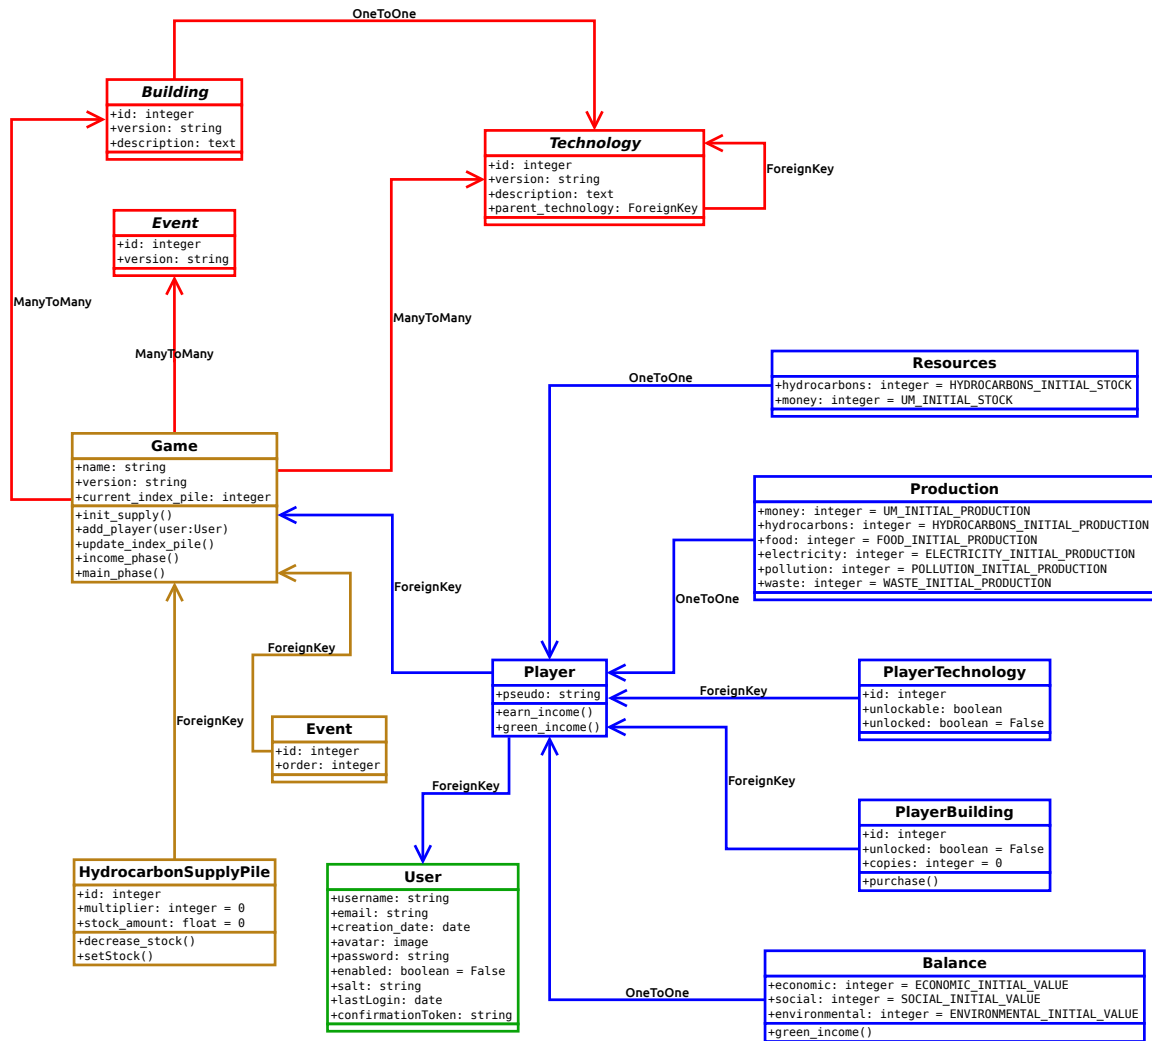 OneToOne
Building
+id: integer
+version: string
+description: text
Technology
+id: integer
+version: string
+description: text
+parent_technology: ForeignKey
ForeignKey
Event
+id: integer
+version: string
ManyToMany
ManyToMany
ManyToMany
Resources
+hydrocarbons: integer = HYDROCARBONS_INITIAL_STOCK
+money: integer = UM_INITIAL_STOCK
OneToOne
Game
+name: string
+version: string
+current_index_pile: integer
+init_supply()
+add_player(user:User)
+update_index_pile()
+income_phase()
+main_phase()
Production
+money: integer = UM_INITIAL_PRODUCTION
+hydrocarbons: integer = HYDROCARBONS_INITIAL_PRODUCTION
+food: integer = FOOD_INITIAL_PRODUCTION
+electricity: integer = ELECTRICITY_INITIAL_PRODUCTION
+pollution: integer = POLLUTION_INITIAL_PRODUCTION
+waste: integer = WASTE_INITIAL_PRODUCTION
ForeignKey
OneToOne
ForeignKey
Player
+pseudo: string
+earn_income()
+green_income()
ForeignKey
PlayerTechnology
+id: integer
+unlockable: boolean
+unlocked: boolean = False
ForeignKey
Event
+id: integer
+order: integer
ForeignKey
ForeignKey
PlayerBuilding
+id: integer
+unlocked: boolean = False
+copies: integer = 0
+purchase()
HydrocarbonSupplyPile
+id: integer
+multiplier: integer = 0
+stock_amount: float = 0
+decrease_stock()
+setStock()
User
+username: string
+email: string
+creation_date: date
+avatar: image
+password: string
+enabled: boolean = False
+salt: string
+lastLogin: date
+confirmationToken: string
OneToOne
Balance
+economic: integer = ECONOMIC_INITIAL_VALUE
+social: integer = SOCIAL_INITIAL_VALUE
+environmental: integer = ENVIRONMENTAL_INITIAL_VALUE
+green_income()